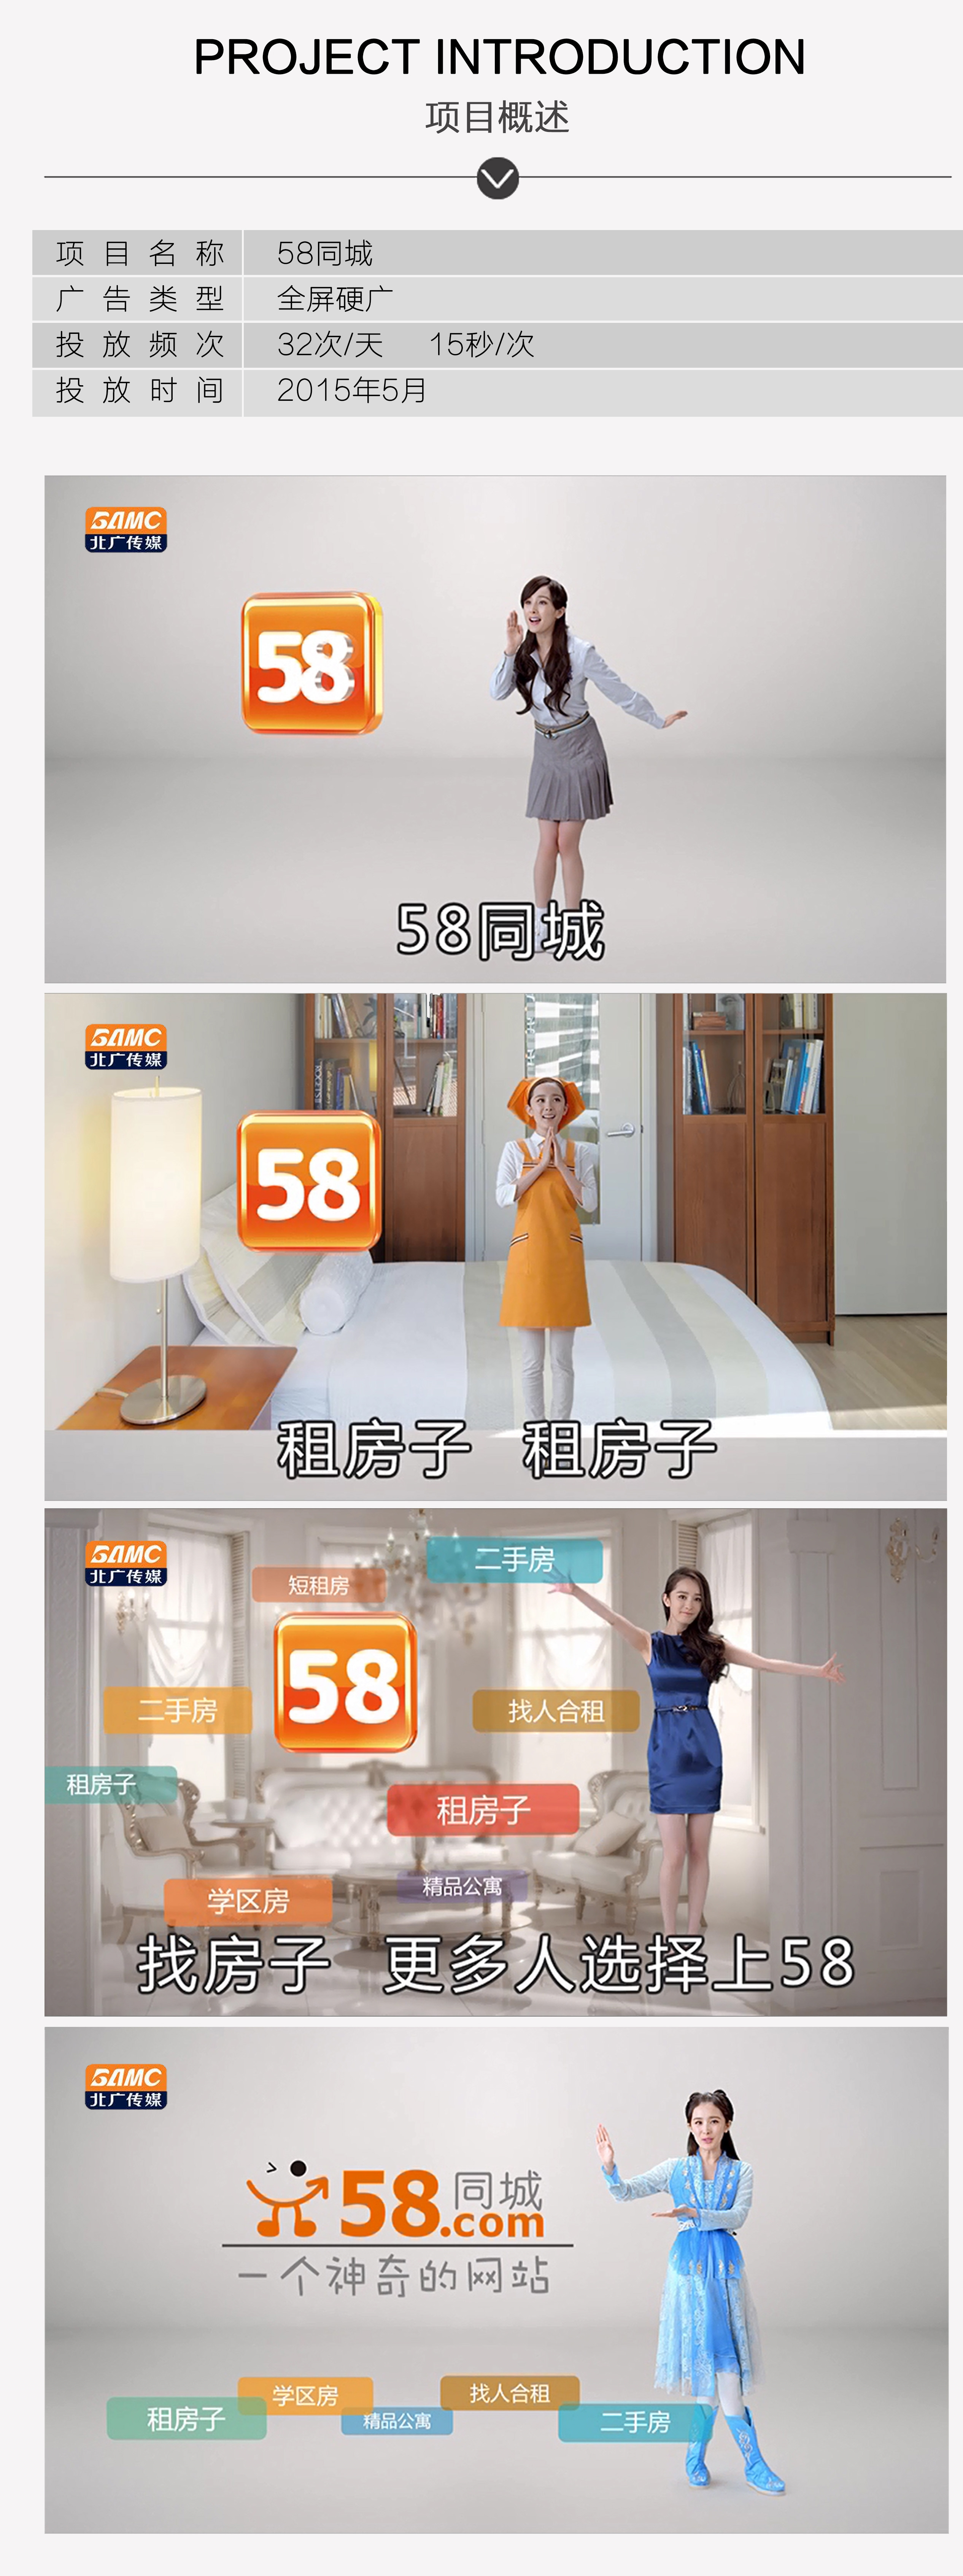 PROJECT INTRODUCTION
项目概述
项目名称 58同城
广告类型 全屏硬广
投放频次 32次/天 15秒/次
投放时间 2015年5月
BAMC
北广传媒
58
58同城
BAMC
北广传媒
58
租房子 租房子
BAMC
北广传媒
二手房
短租房
58
二手房
找人合租
租房子
租房子
精品公寓
学区房
找房子 更多人选择上58
BAMC
北广传媒
58同城
.com
一个神奇的网站
学区房
找人合租
租房子
精品公寓
二手房